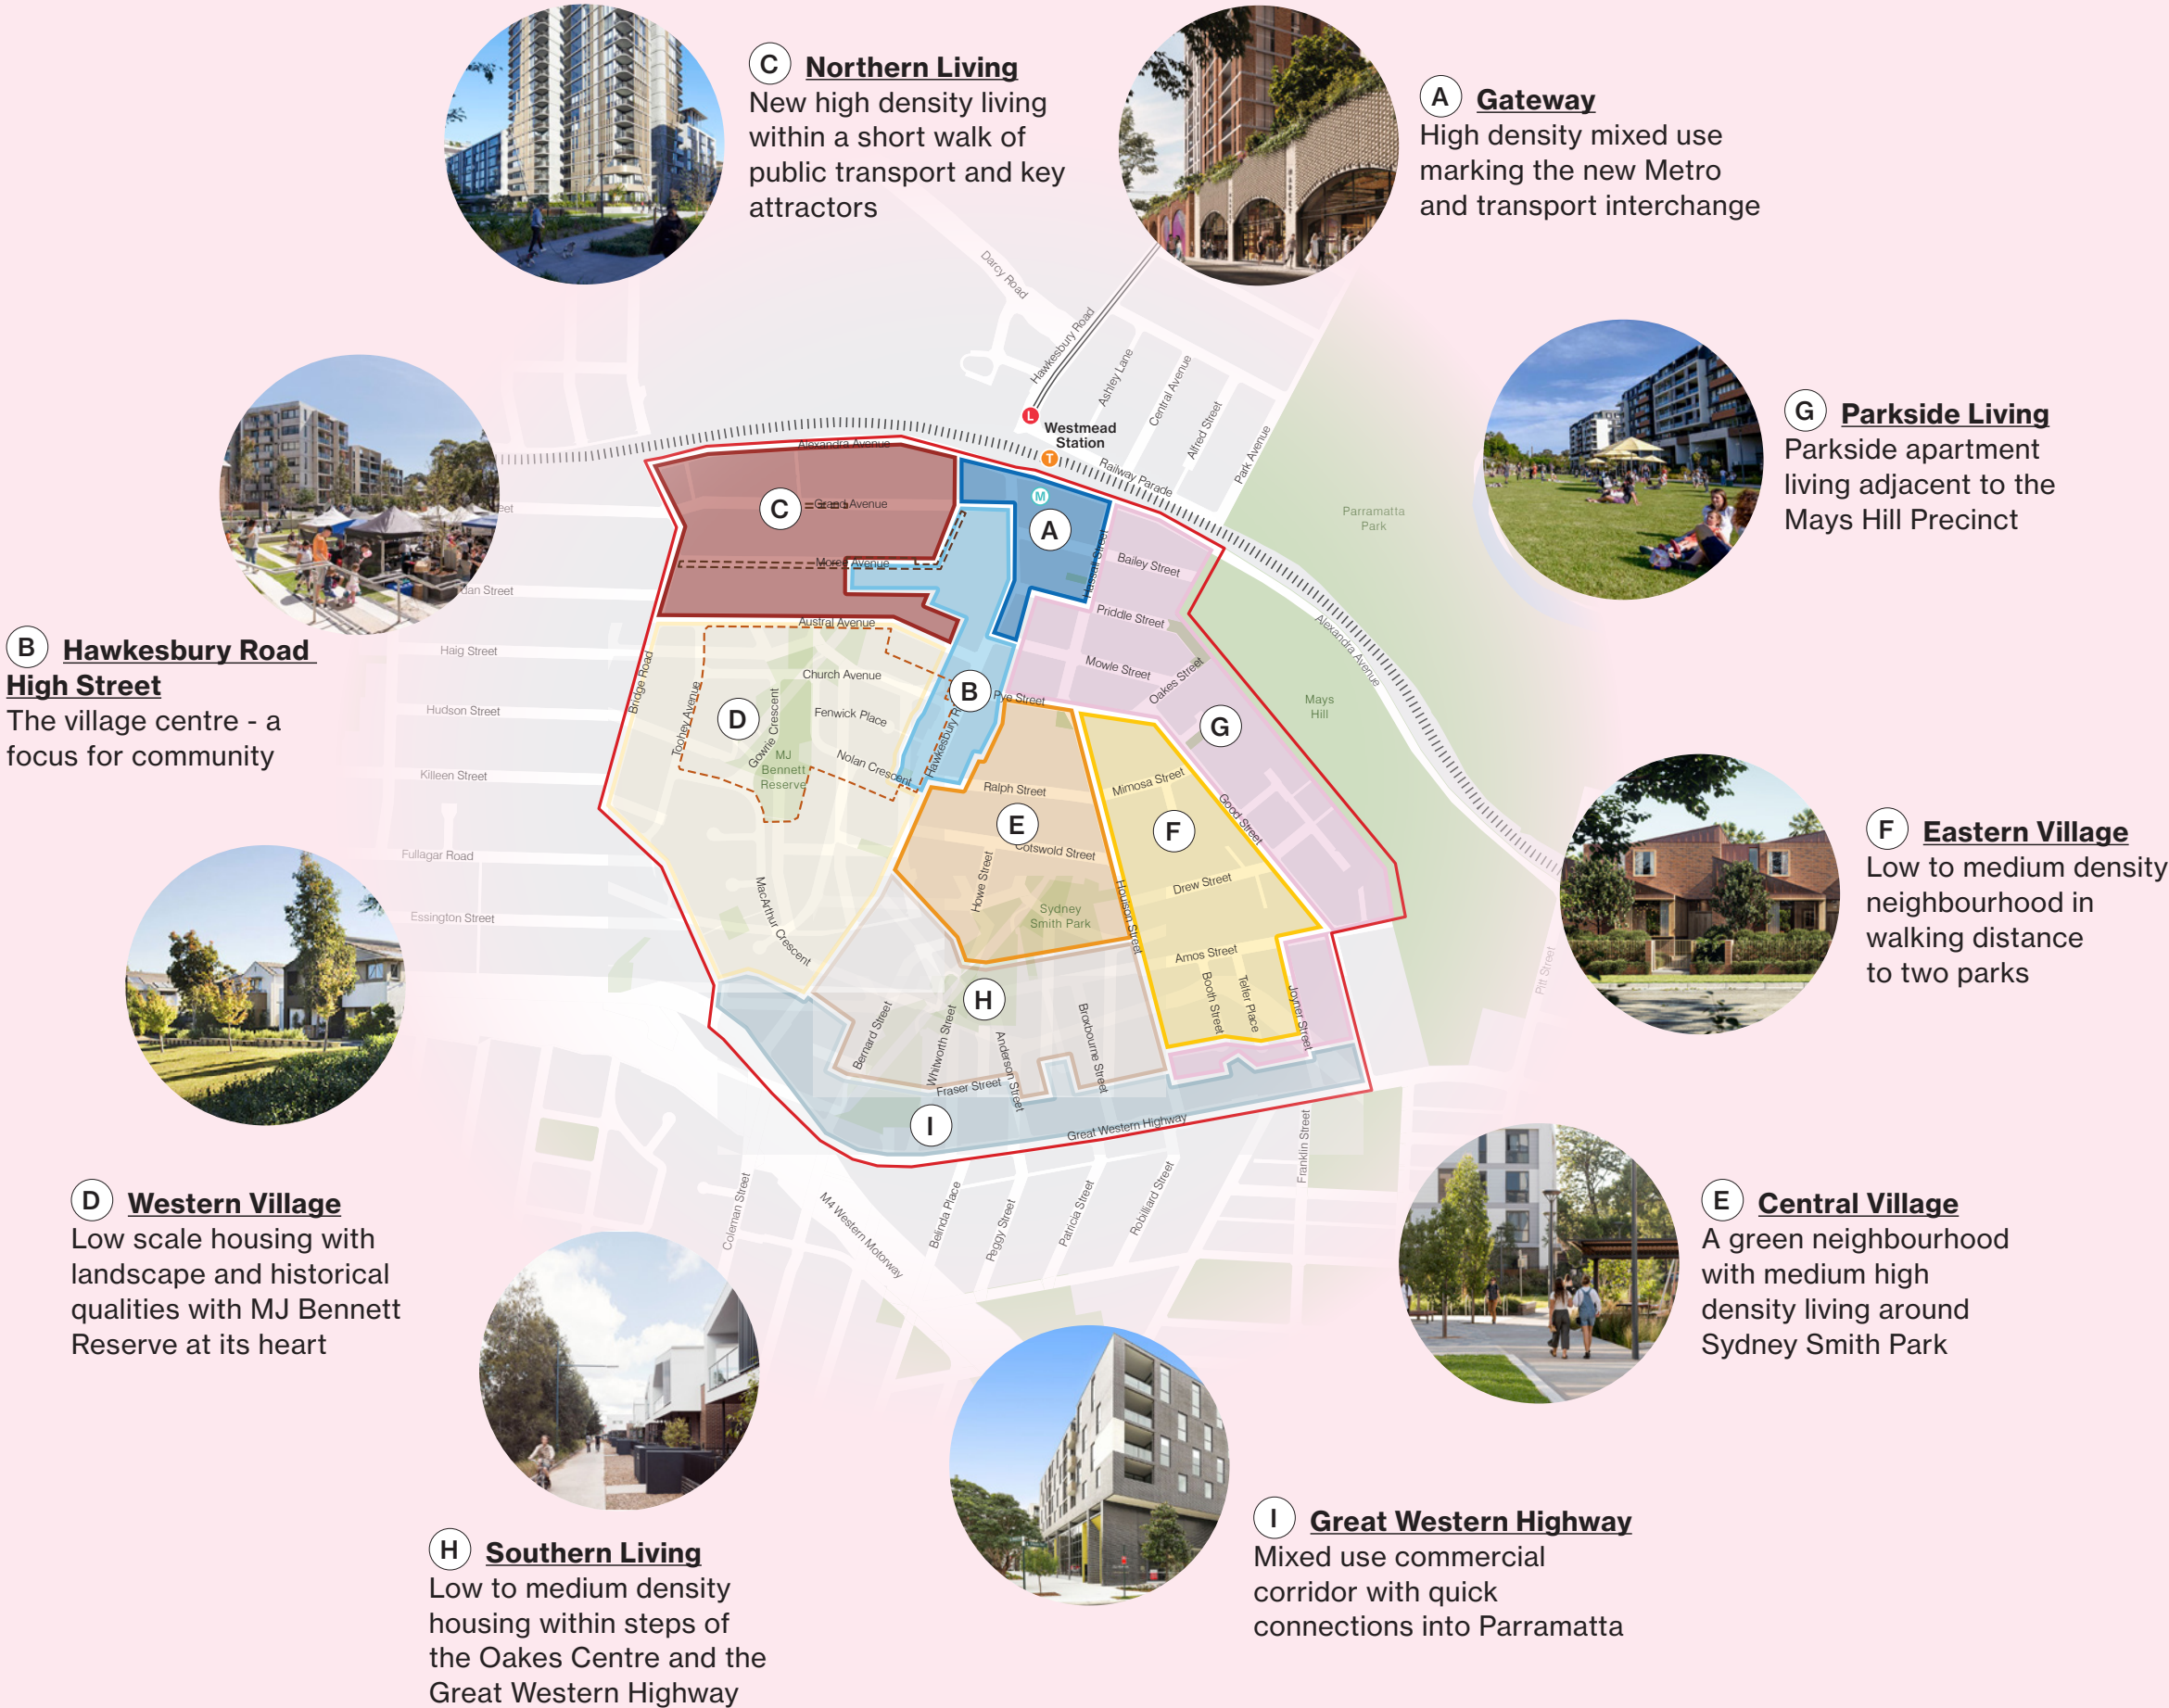 C Northern Living
New high density living
within a short walk of
public transport and key
attractors
A Gateway
High density mixed use
marking the new Metro
and transport interchange
G Parkside Living
Parkside apartment
living adjacent to the
Mays Hill Precinct
B Hawkesbury Road
High Street
The village centre - a
focus for community
F Eastern Village
Low to medium density
neighbourhood in
walking distance
to two parks
D Western Village
Low scale housing with
landscape and historical
qualities with MJ Bennett
Reserve at its heart
E Central Village
A green neighbourhood
with medium high
density living around
Sydney Smith Park
H Southern Living
Low to medium density
housing within steps of
the Oakes Centre and the
Great Western Highway
I Great Western Highway
Mixed use commercial
corridor with quick
connections into Parramatta
Darcy Road
Hawkesbury Road
Ashley Lane
Central Avenue
Alfred Street
Park Avenue
L
Westmead
Station
T
M
Railway Parade
Alexandra Avenue
Grand Avenue
C
A
Parramatta
Park
Moree Avenue
Hassall Street
Bailey Street
Priddle Street
Austral Avenue
Alexandra Avenue
Haig Street
Bridge Road
Church Avenue
Mowle Street
Oakes Street
B
Pye Street
Hudson Street
Toohey Avenue
D
Gowrie Crescent
Fenwick Place
Hawkesbury
G
Mays
Hill
Killeen Street
MJ
Bennett
Reserve
Nolan Crescent
Ralph Street
Mimosa Street
Good Street
E
F
Fullagar Road
Cotswold Street
Howe Street
Drew Street
Houison Street
Essington Street
MacArthur Crescent
Sydney
Smith Park
Amos Street
Pitt Street
Booth Street
Telfer Place
Joyner Street
H
Bernard Street
Whitworth Street
Anderson Street
Broxbourne Street
Fraser Street
I
Great Western Highway
Franklin Street
Coleman Street
M4 Western Motorway
Belinda Place
Peggy Street
Patricia Street
Robilliard Street